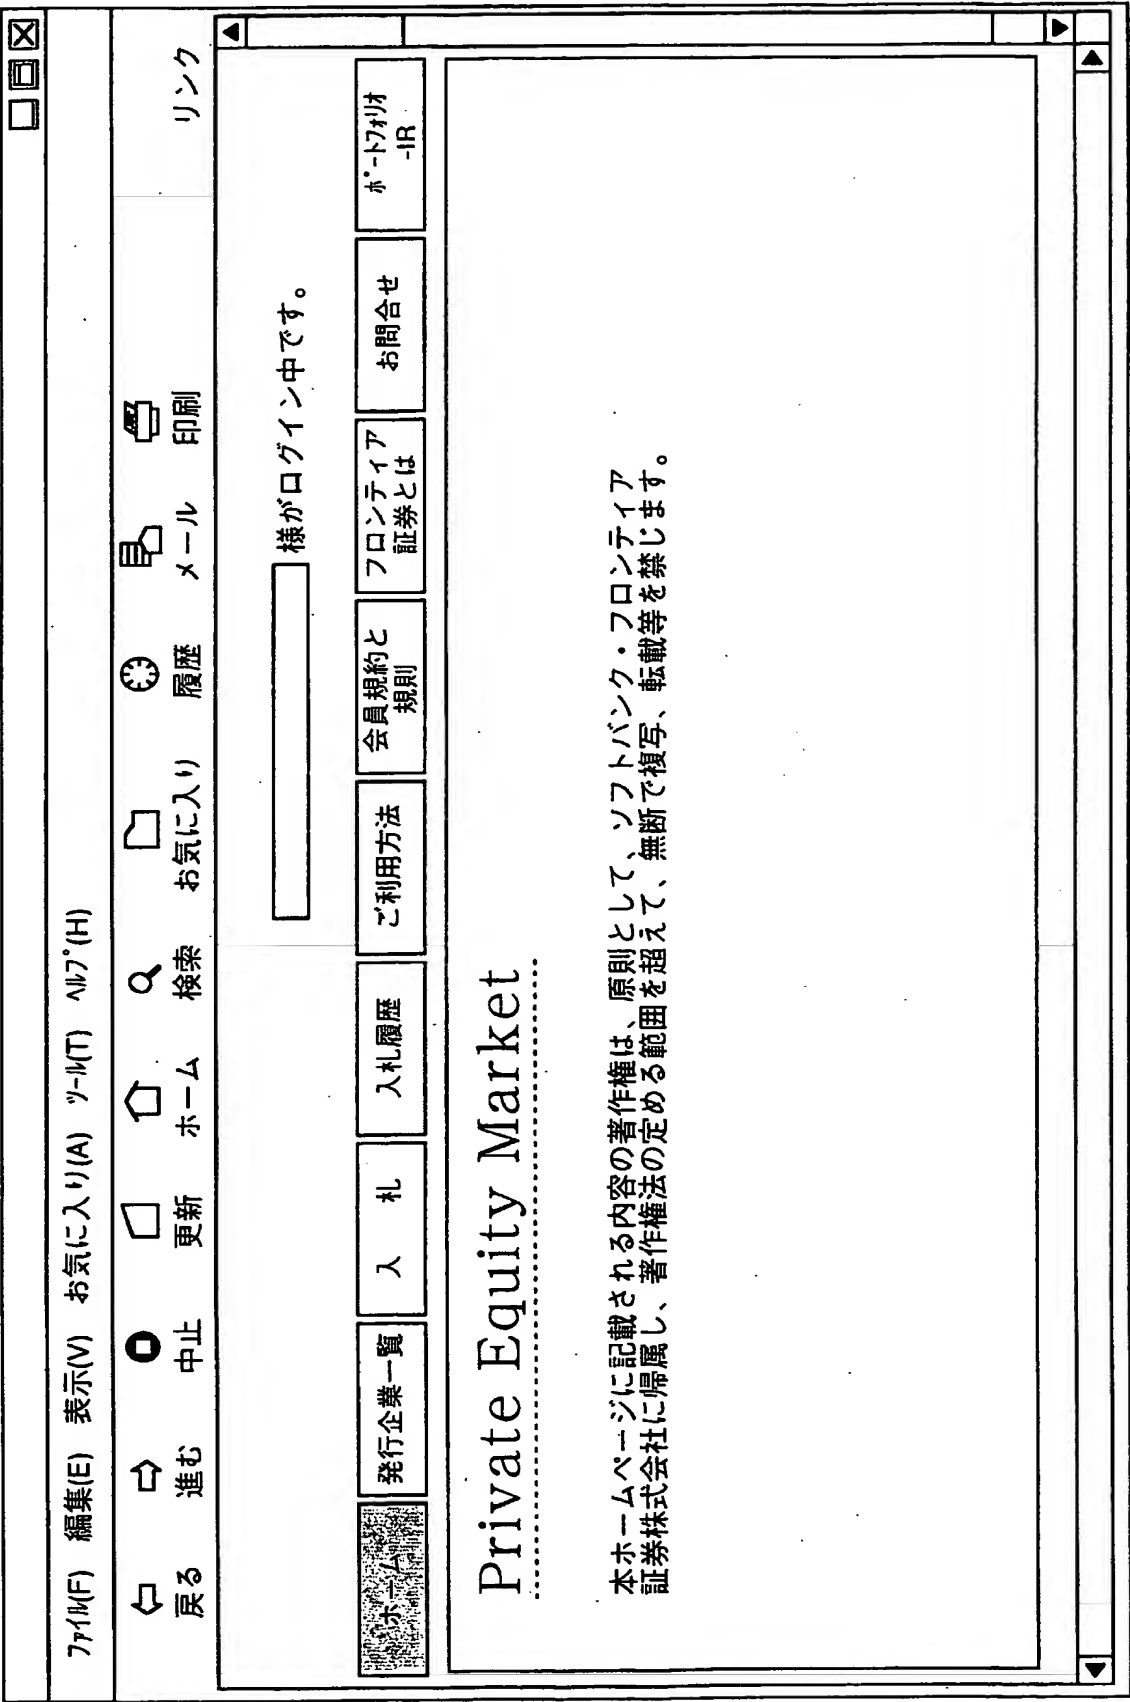 ﾌｧｲﾙ(F) 編集(E) 表示(V) お気に入り(A) ﾂｰﾙ(T) ﾍﾙﾌﾟ(H)
戻る 進む 中止 更新 ホーム 検索 お気に入り 履歴 メール 印刷 リンク
様がログイン中です。
ホーム
発行企業一覧
入 札
入札履歴
ご利用方法
会員規約と
規則
フロンティア
証券とは
お問合せ
ﾎﾟｰﾄﾌｫﾘｵ
-IR
Private Equity Market
本ホームページに記載される内容の著作権は、原則として、ソフトバンク・フロンティア
証券株式会社に帰属し、著作権法の定める範囲を超えて、無断で複写、転載等を禁じます。